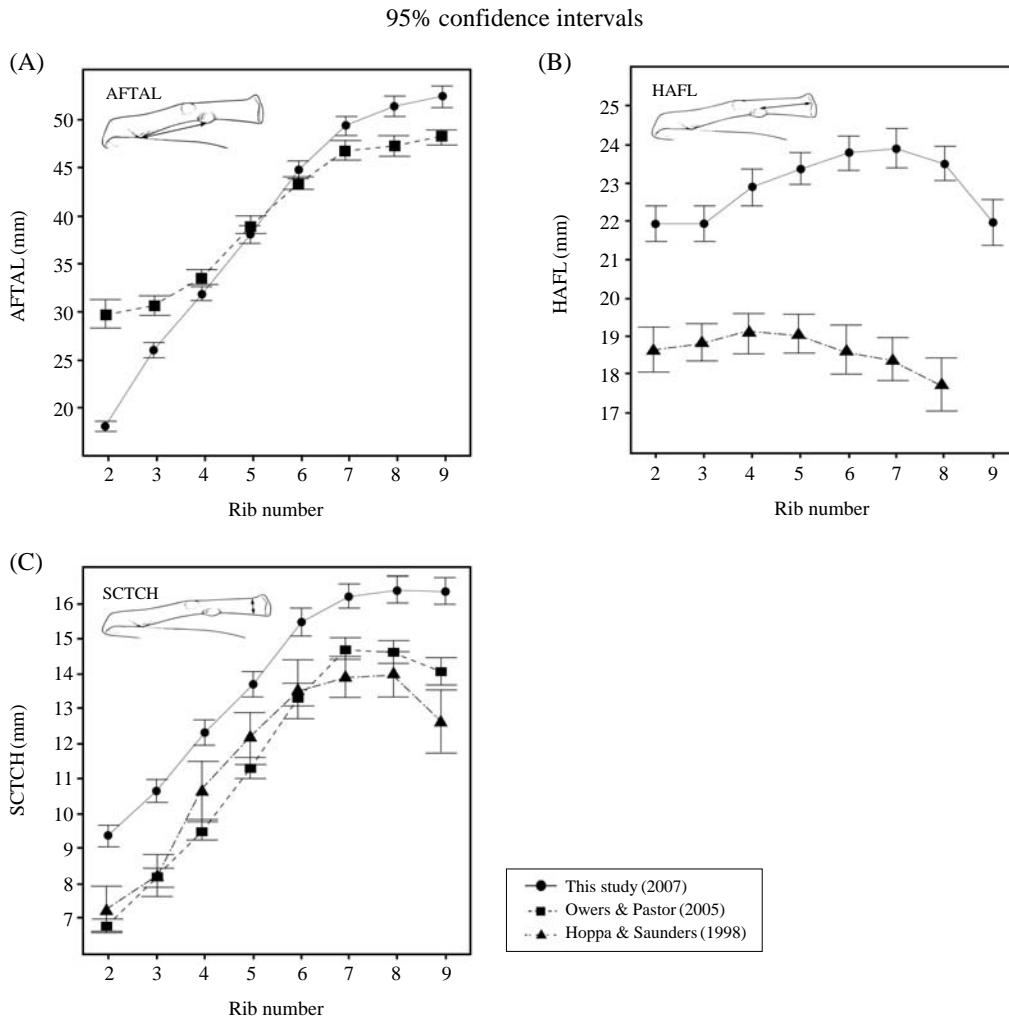 95% confidence intervals
(A)
AFTAL
AFTAL (mm)
50
45
40
35
30
25
20
2 3 4 5 6 7 8 9
Rib number
(B)
HAFL
HAFL (mm)
25
24
23
22
21
20
19
18
17
2 3 4 5 6 7 8 9
Rib number
(C)
SCTCH
SCTCH (mm)
16
15
14
13
12
11
10
9
8
7
2 3 4 5 6 7 8 9
Rib number
This study (2007)
Owers & Pastor (2005)
Hoppa & Saunders (1998)